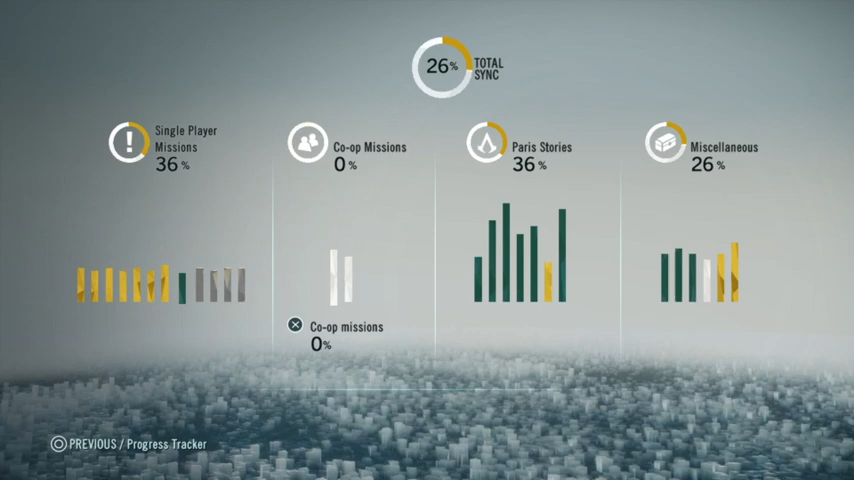 26% TOTAL
SYNC
Single Player
Missions
36 %
Co-op Missions
0 %
Paris Stories
36 %
Miscellaneous
26 %
Co-op missions
0%
PREVIOUS / Progress Tracker